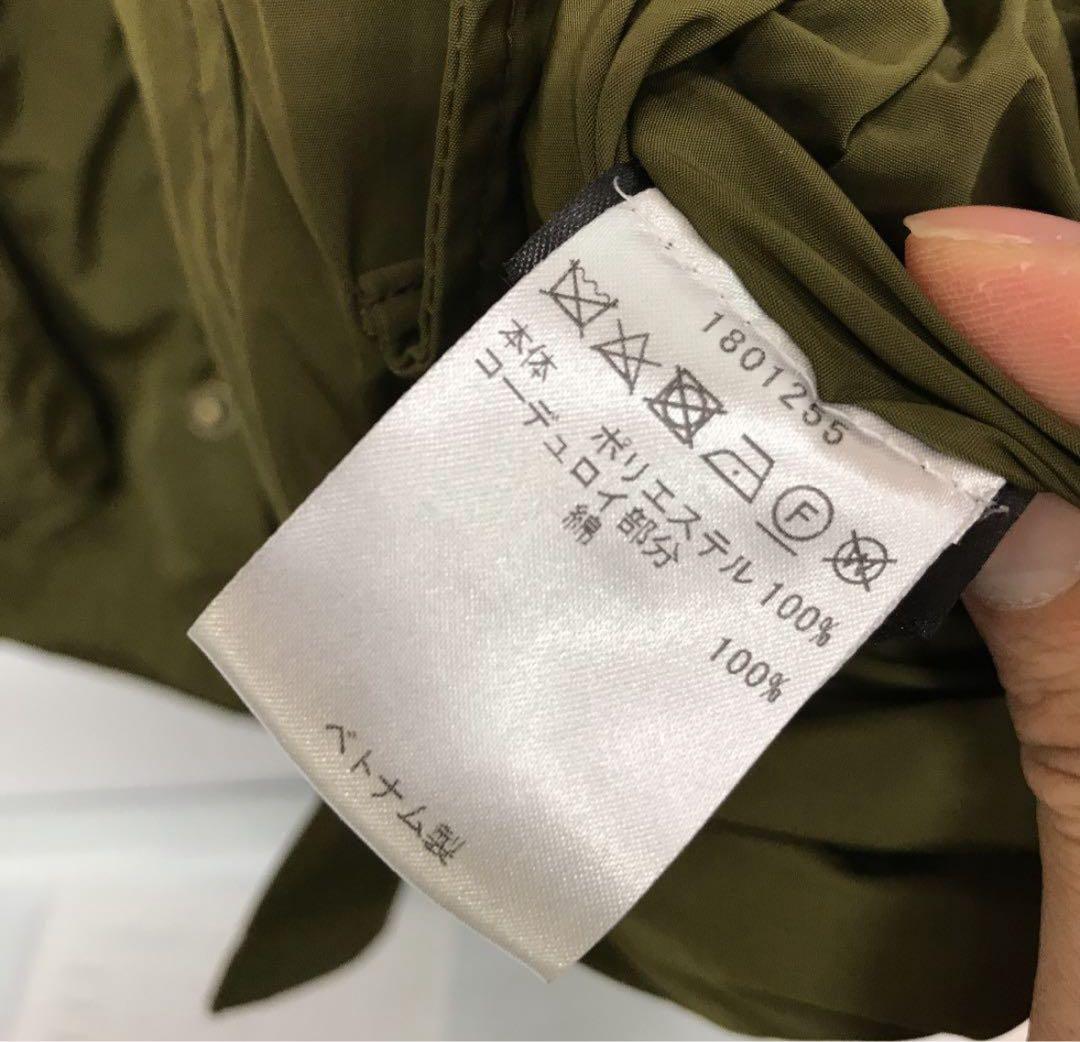 1801255
F W
本体
ポリエステル 100%
コーデュロイ部分
綿 100%
ベトナム製